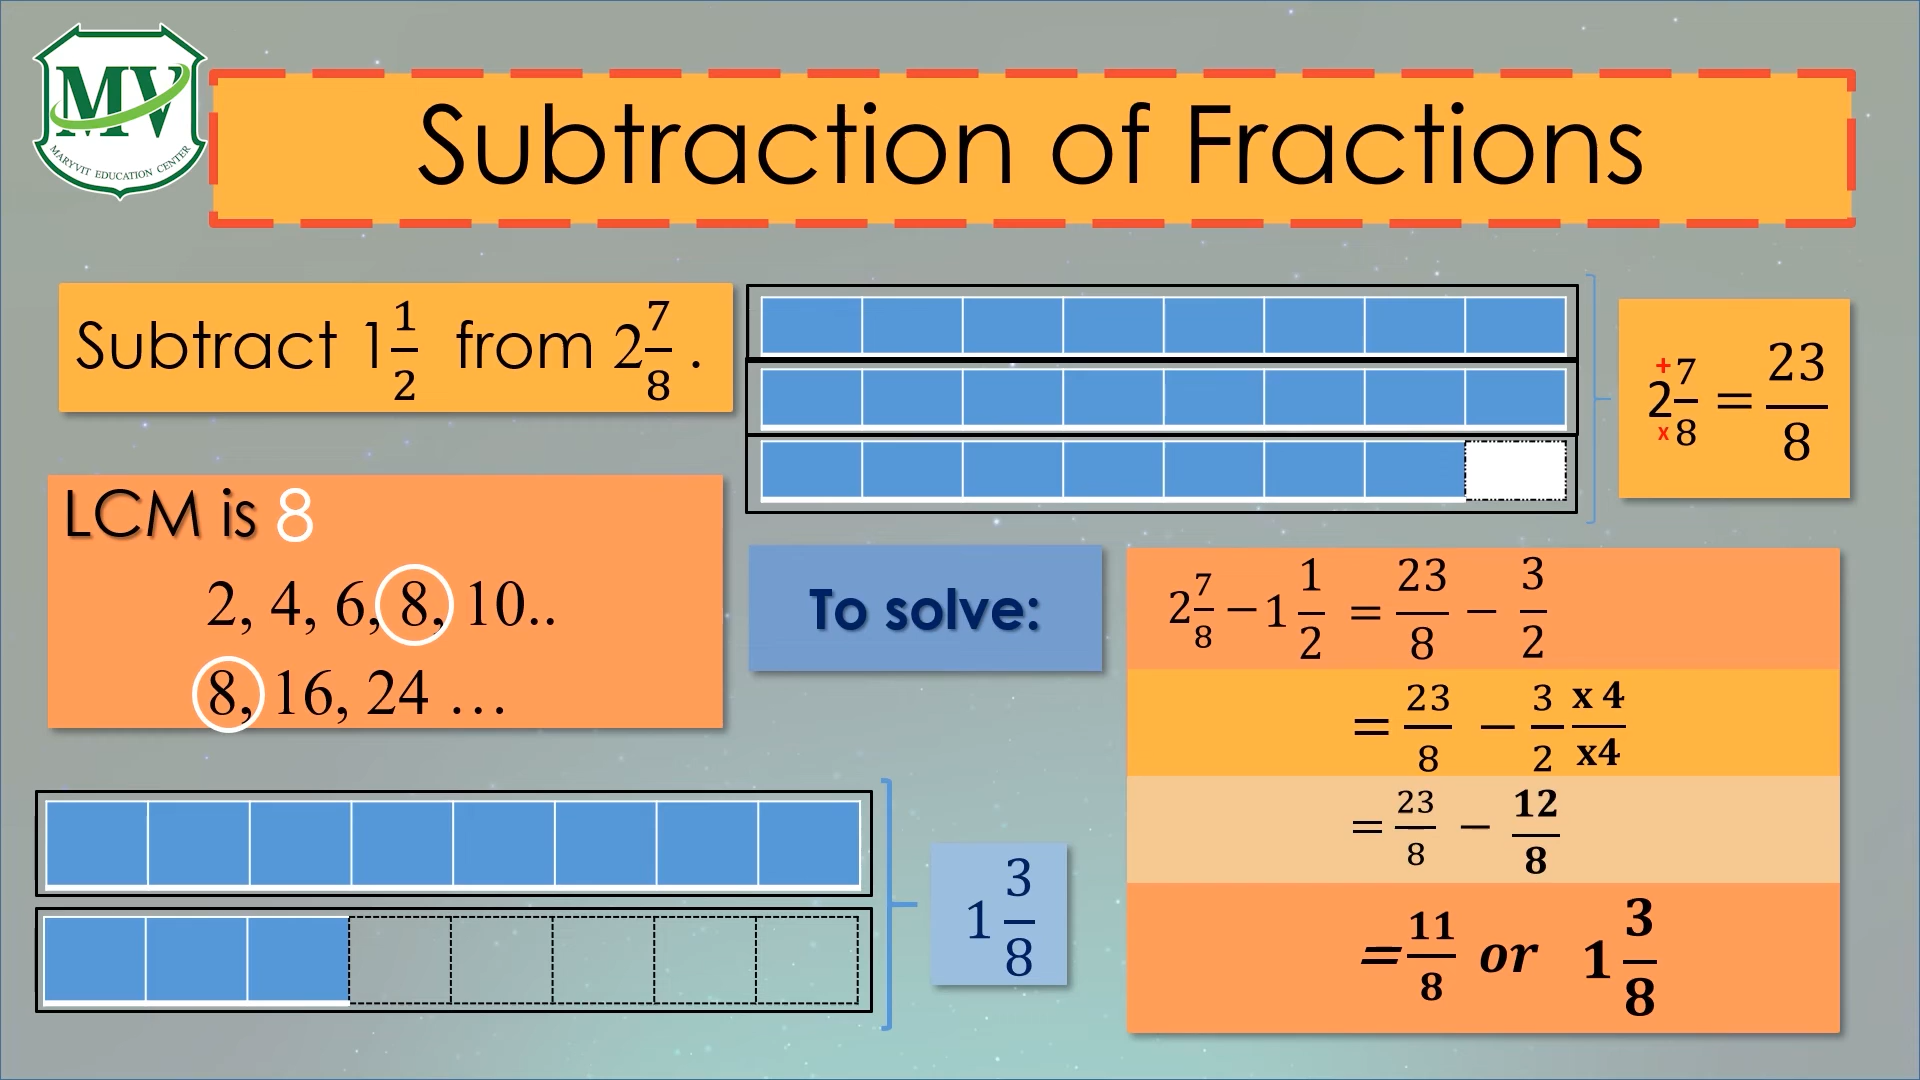 MV
MARYVIT EDUCATION CENTER
Subtraction of Fractions
Subtract 1 1/2 from 2 7/8 .
+
2 7/8 = 23/8
x
LCM is 8
2, 4, 6, 8, 10..
8, 16, 24 …
To solve:
2 7/8 − 1 1/2 = 23/8 − 3/2
= 23/8 − 3/2 x 4/x4
= 23/8 − 12/8
= 11/8 or 1 3/8
1 3/8